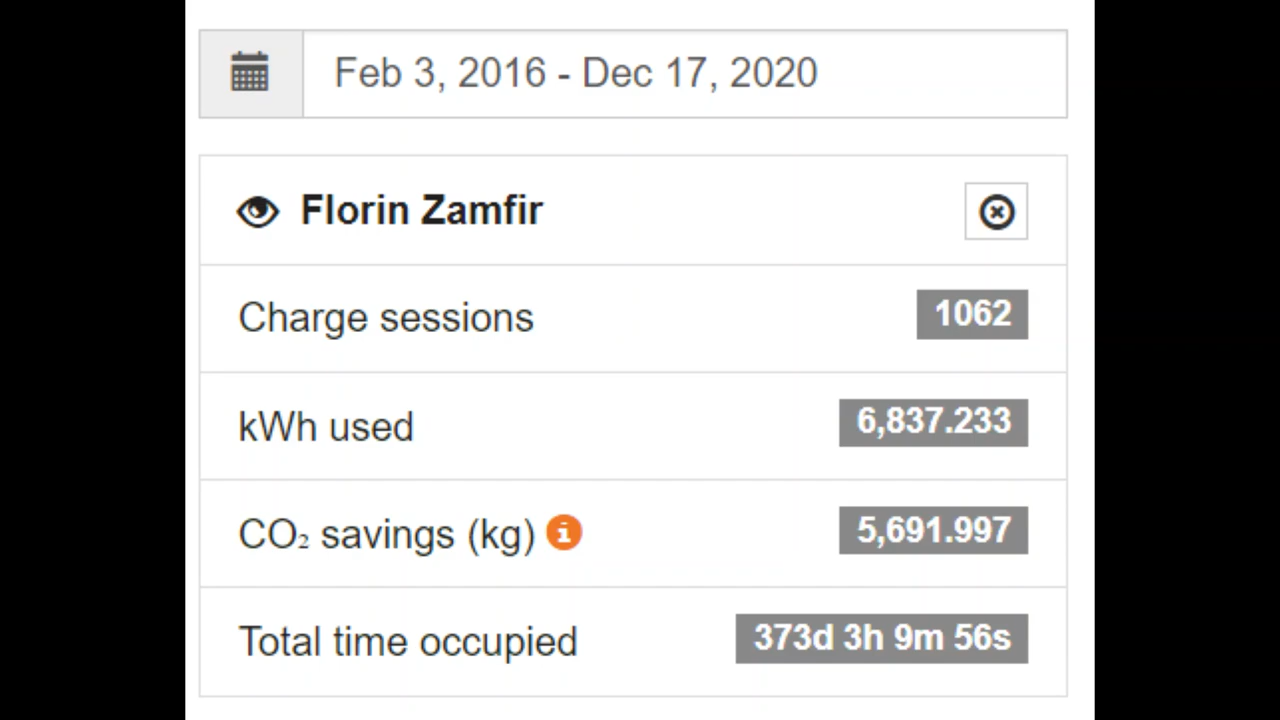 Feb 3, 2016 - Dec 17, 2020
Florin Zamfir
Charge sessions 1062
kWh used 6,837.233
CO₂ savings (kg) i 5,691.997
Total time occupied 373d 3h 9m 56s